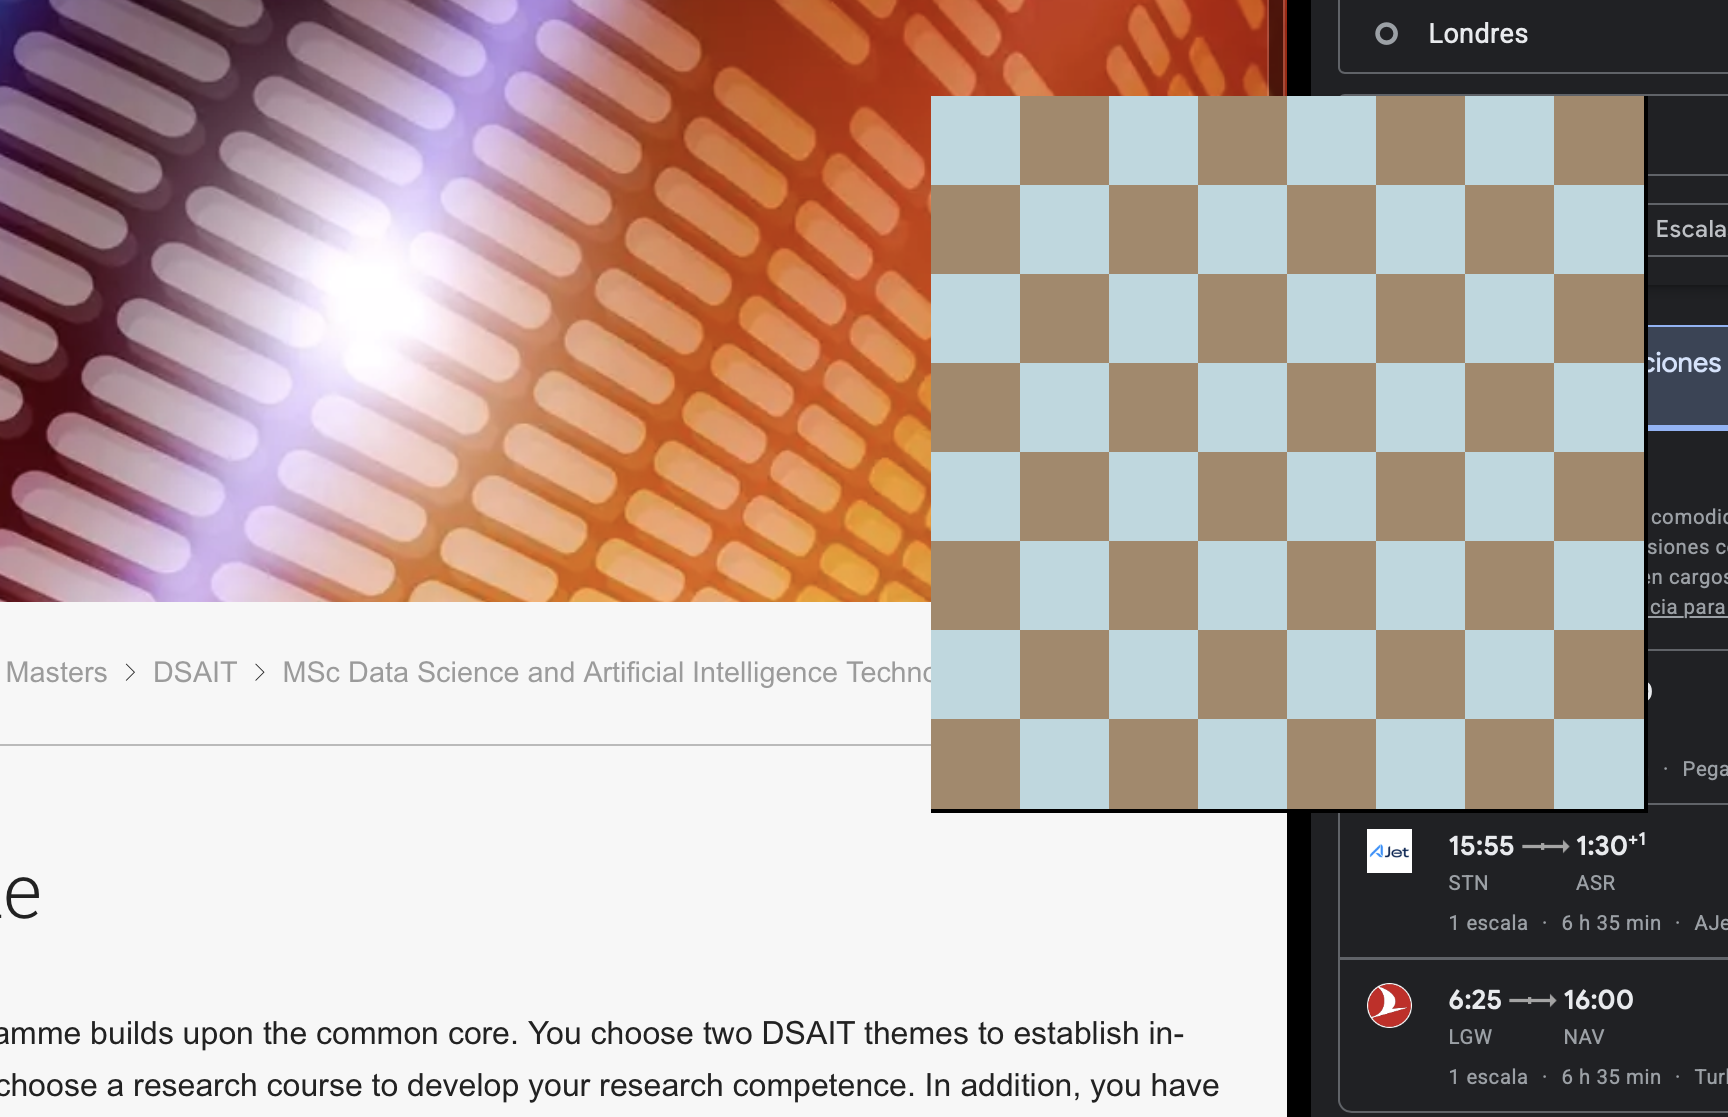 Masters > DSAIT > MSc Data Science and Artificial Intelligence
amme builds upon the common core. You choose two DSAIT themes to establish in-
choose a research course to develop your research competence. In addition, you have
Londres
Escala
ciones
comodi
siones c
en cargos
cia para
· Pega
AJet
15:55 1:30+1
STN ASR
1 escala · 6 h 35 min · AJe
6:25 16:00
LGW NAV
1 escala · 6 h 35 min · Turk